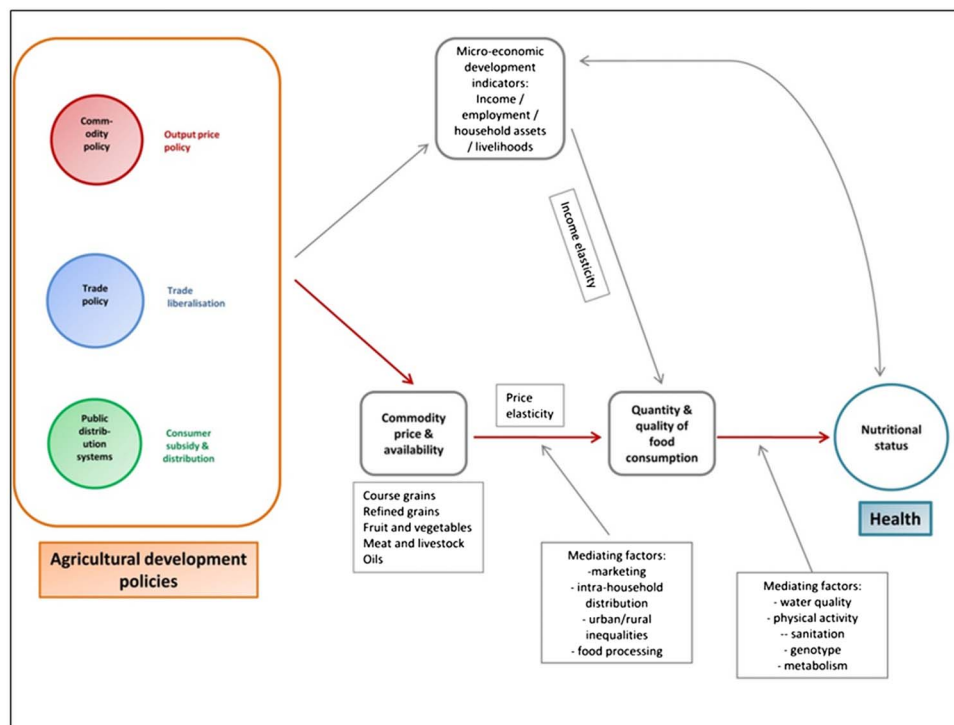 Comm-
odity
policy
Output price
policy
Trade
policy
Trade
liberalisation
Public
distrib-
ution
systems
Consumer
subsidy &
distribution
Agricultural development
policies
Micro-economic
development
indicators:
Income /
employment /
household assets
/ livelihoods
Income elasticity
Commodity
price &
availability
Course grains
Refined grains
Fruit and vegetables
Meat and livestock
Oils
Price
elasticity
Quantity &
quality of
food
consumption
Mediating factors:
-marketing
- intra-household
distribution
- urban/rural
inequalities
- food processing
Nutritional
status
Health
Mediating factors:
- water quality
- physical activity
-- sanitation
- genotype
- metabolism